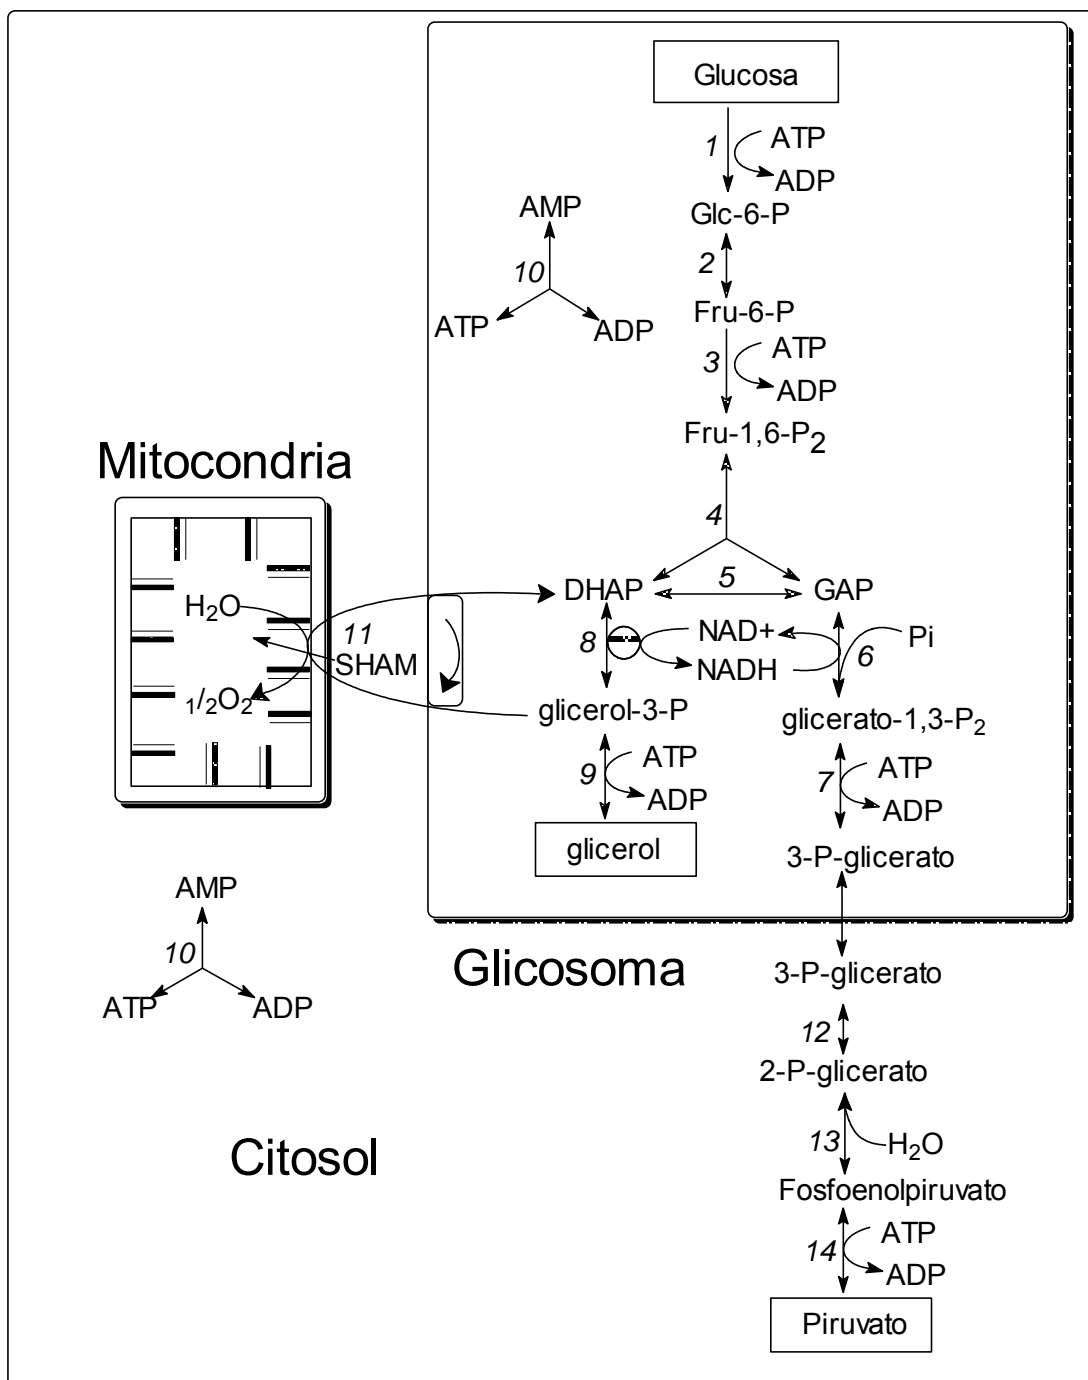 Glucosa
1
ATP
ADP
Glc-6-P
AMP
10
ATP
ADP
2
Fru-6-P
3
ATP
ADP
Fru-1,6-P2
Mitocondria
4
H2O
11
SHAM
1/2O2
DHAP
5
GAP
8
NAD+
NADH
6
Pi
glicerol-3-P
glicerato-1,3-P2
9
ATP
ADP
7
ATP
ADP
glicerol
3-P-glicerato
AMP
10
ATP
ADP
Glicosoma
3-P-glicerato
12
2-P-glicerato
Citosol
13
H2O
Fosfoenolpiruvato
14
ATP
ADP
Piruvato